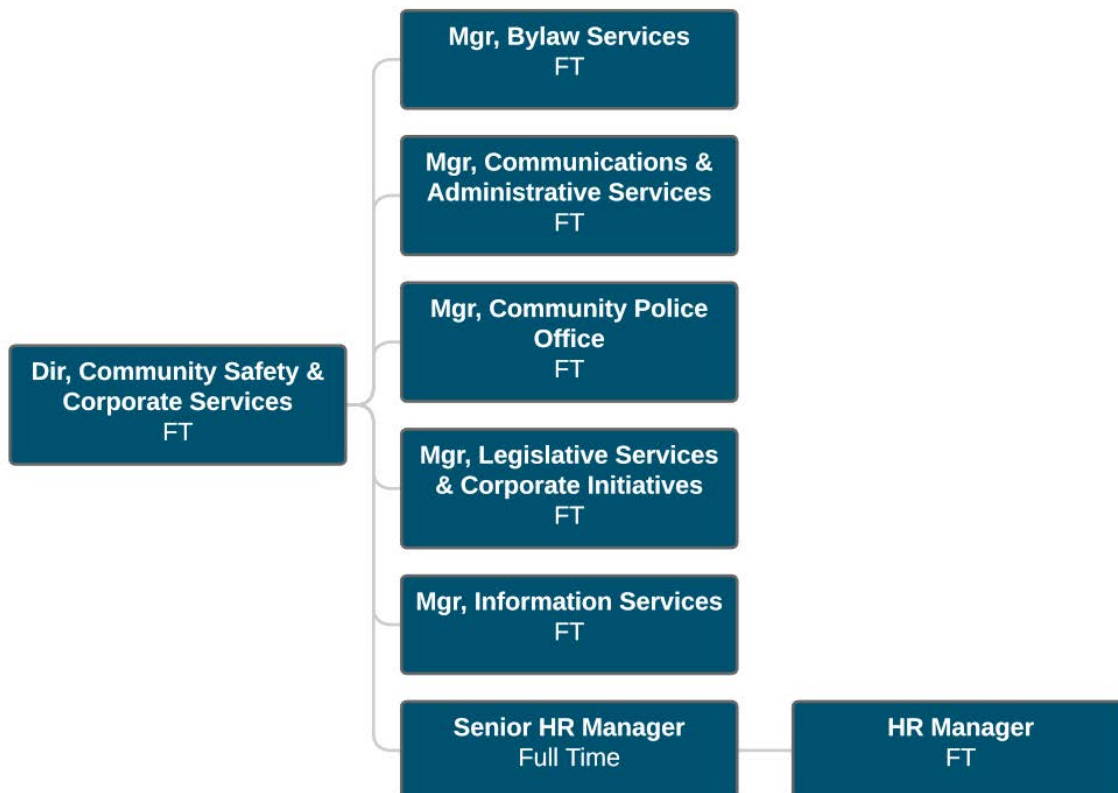 Mgr, Bylaw Services
FT
Mgr, Communications &
Administrative Services
FT
Mgr, Community Police
Office
FT
Dir, Community Safety &
Corporate Services
FT
Mgr, Legislative Services
& Corporate Initiatives
FT
Mgr, Information Services
FT
Senior HR Manager
Full Time
HR Manager
FT